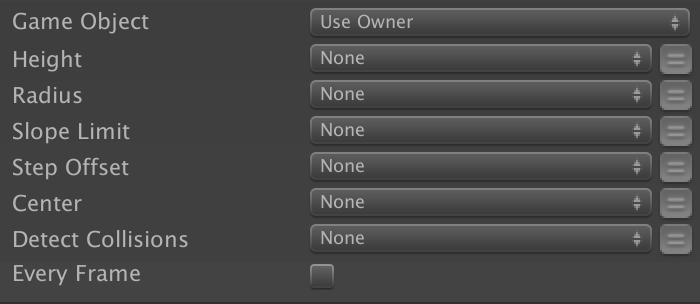 Game Object Use Owner
Height None
Radius None
Slope Limit None
Step Offset None
Center None
Detect Collisions None
Every Frame